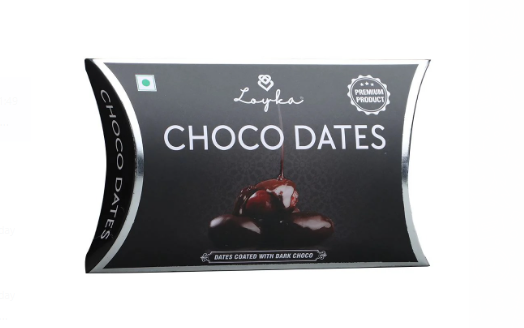 Loyka
PREMIUM
PRODUCT
CHOCO DATES
CHOCO DATES
DATES COATED WITH DARK CHOCO